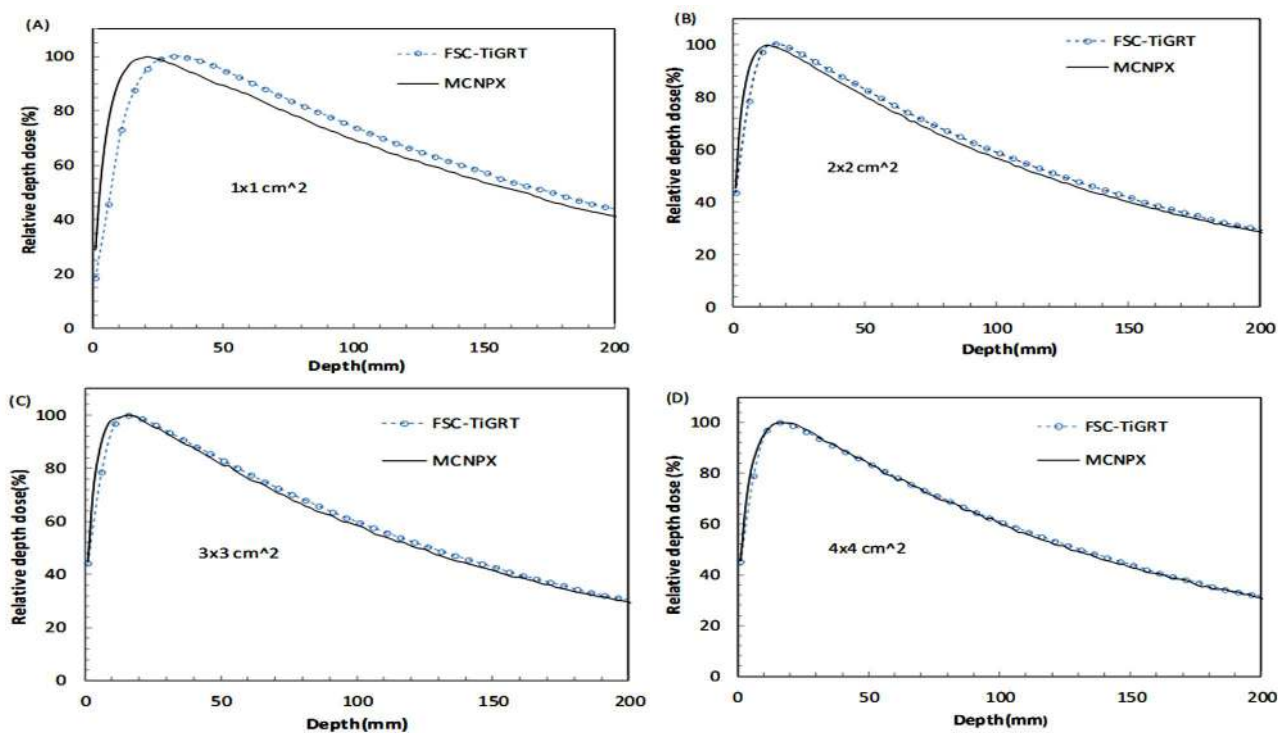 (A)
Relative depth dose (%)
100
80
60
40
20
0
FSC-TiGRT
MCNPX
1x1 cm^2
0 50 100 150 200
Depth(mm)
(B)
Relative depth dose (%)
100
80
60
40
20
0
FSC-TiGRT
MCNPX
2x2 cm^2
0 50 100 150 200
Depth(mm)
(C)
Relative depth dose(%]
100
80
60
40
20
0
FSC-TiGRT
MCNPX
3x3 cm^2
0 50 100 150 200
Depth(mm)
(D)
Relative depth dose (%)
100
80
60
40
20
0
FSC-TiGRT
MCNPX
4x4 cm^2
0 50 100 150 200
Depth(mm)